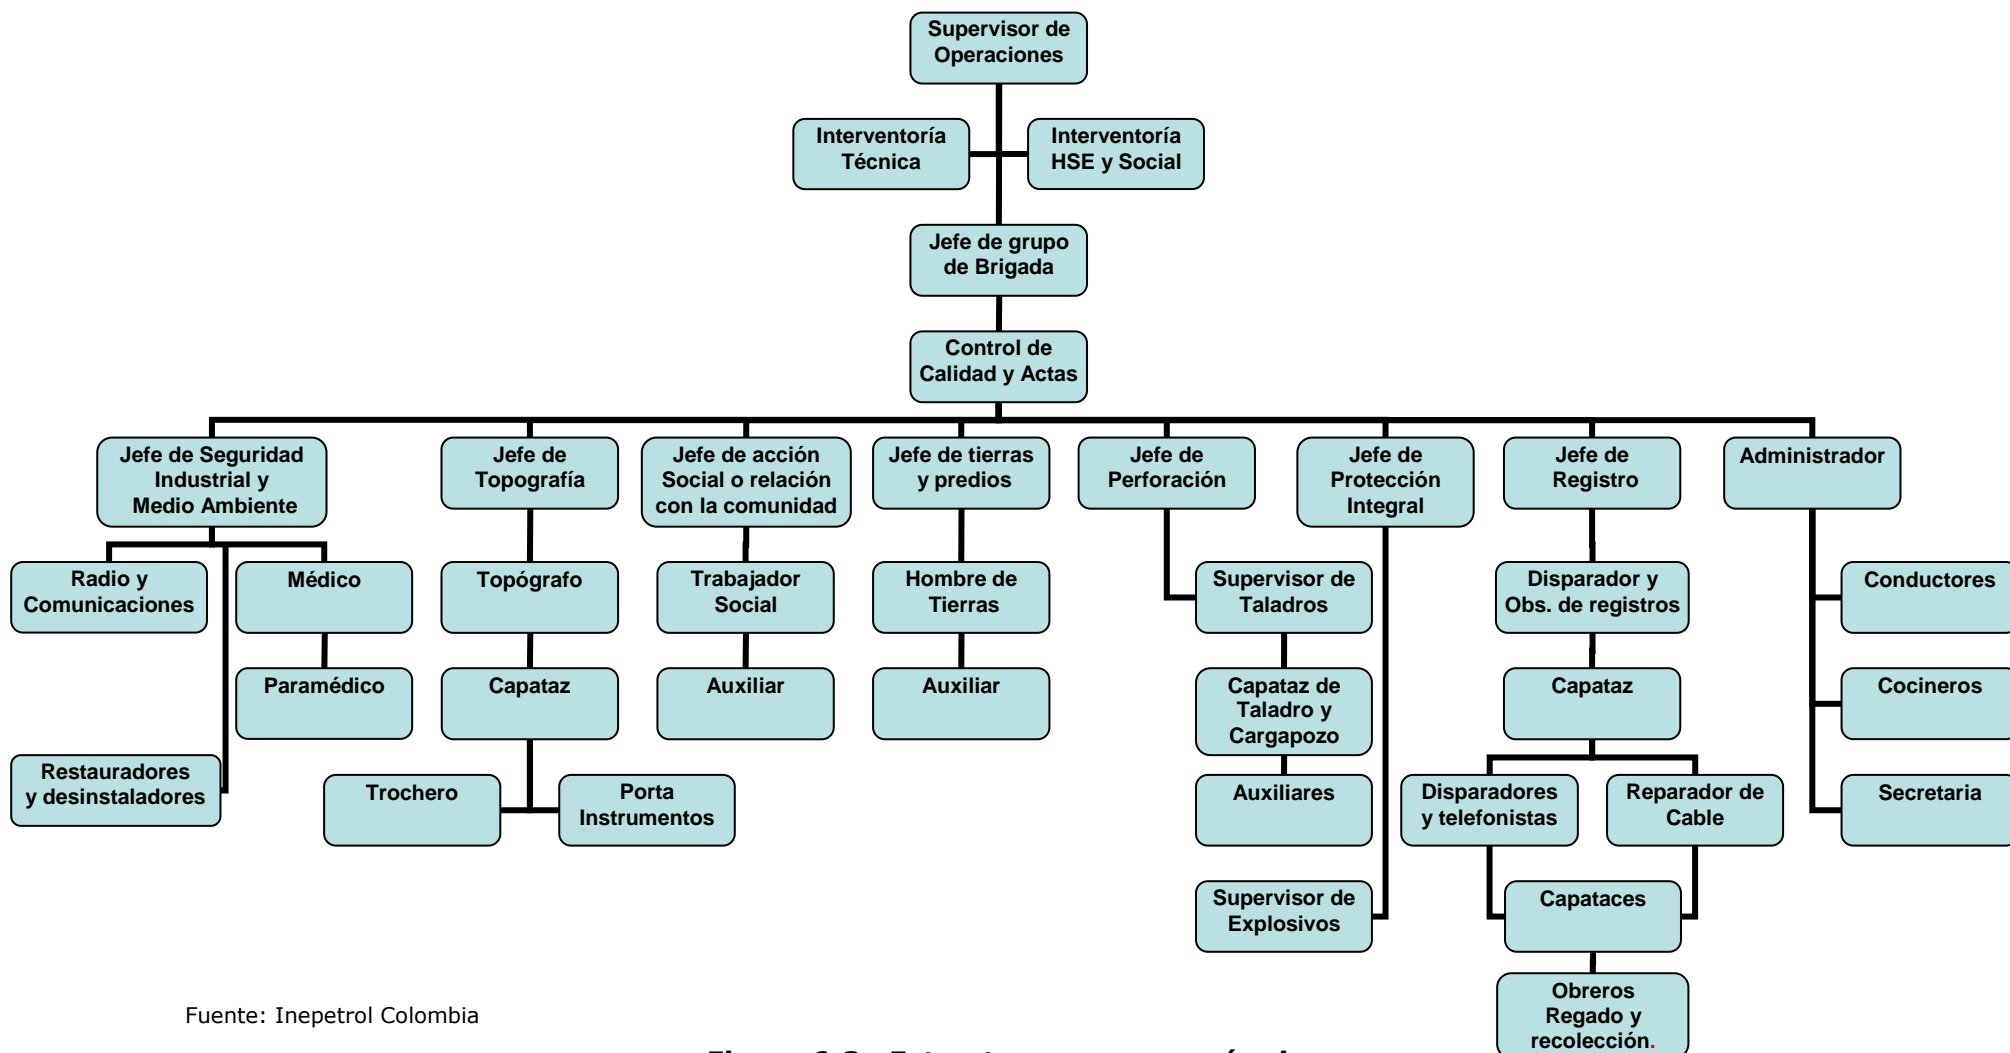 Supervisor de
Operaciones
Interventoría
Técnica
Interventoría
HSE y Social
Jefe de grupo
de Brigada
Control de
Calidad y Actas
Jefe de Seguridad
Industrial y
Medio Ambiente
Jefe de
Topografía
Jefe de acción
Social o relación
con la comunidad
Jefe de tierras
y predios
Jefe de
Perforación
Jefe de
Protección
Integral
Jefe de
Registro
Administrador
Radio y
Comunicaciones
Médico
Topógrafo
Trabajador
Social
Hombre de
Tierras
Supervisor de
Taladros
Disparador y
Obs. de registros
Conductores
Paramédico
Capataz
Auxiliar
Auxiliar
Capataz de
Taladro y
Cargapozo
Capataz
Cocineros
Restauradores
y desinstaladores
Trochero
Porta
Instrumentos
Auxiliares
Disparadores
y telefonistas
Reparador de
Cable
Secretaria
Supervisor de
Explosivos
Capataces
Obreros
Regado y
recolección.
Fuente: Inepetrol Colombia